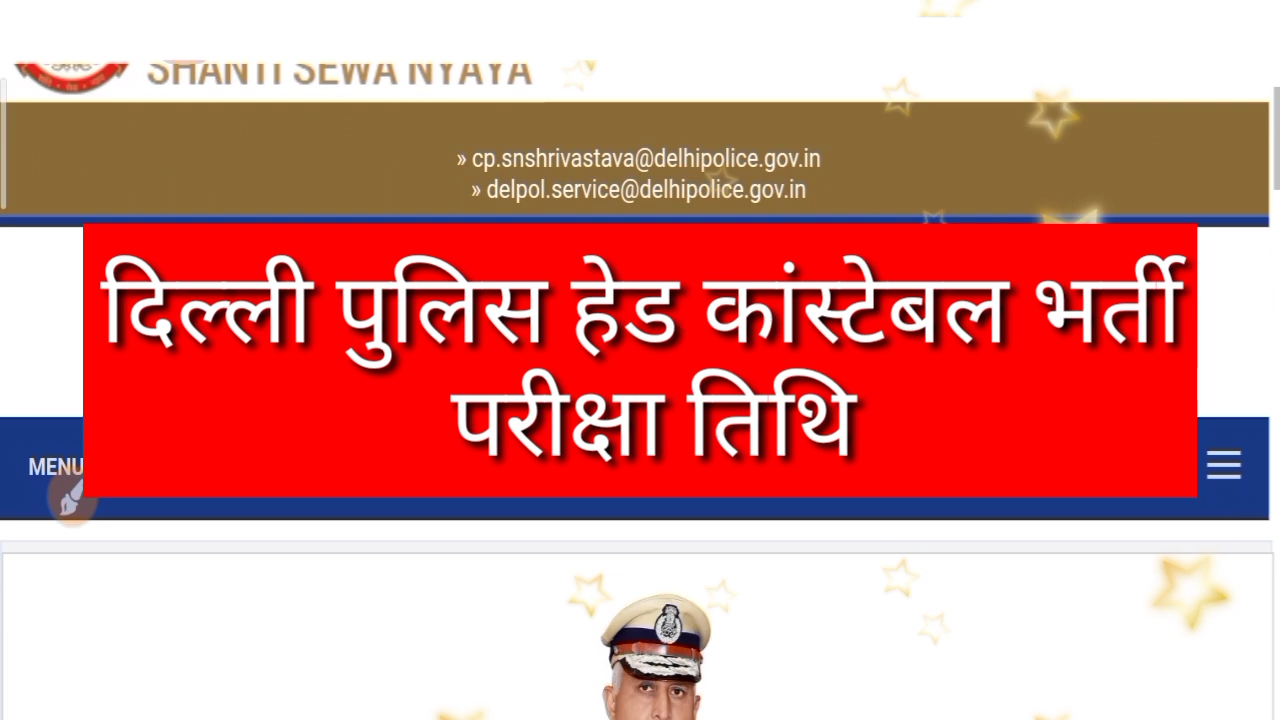 SHANTI SEWA NYAYA
» cp.snshrivastava@delhipolice.gov.in
» delpol.service@delhipolice.gov.in
दिल्ली पुलिस हेड कांस्टेबल भर्ती
परीक्षा तिथि
MENU